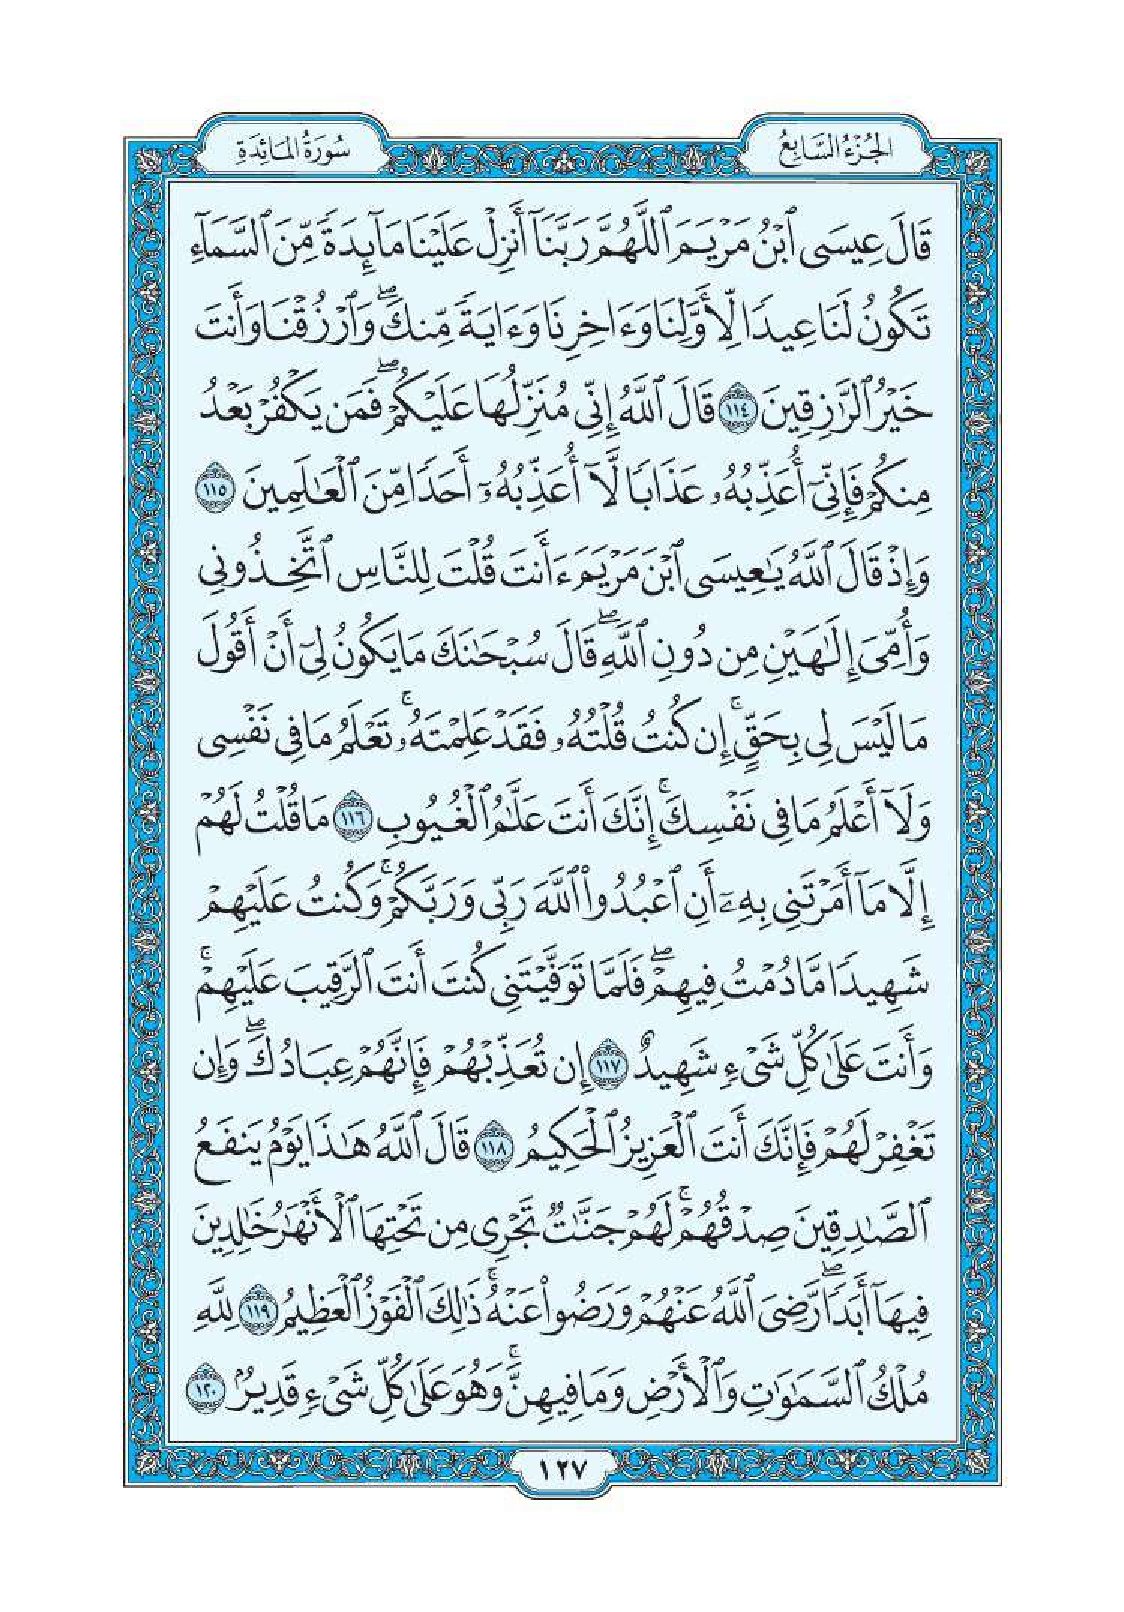 الجُزْءُ السَّابِعُ
سُورَةُ المَائِدَةِ
قَالَ عِيسَى ٱبْنُ مَرْيَمَ ٱللَّهُمَّ رَبَّنَآ أَنزِلْ عَلَيْنَا مَآئِدَةً مِّنَ ٱلسَّمَآءِ
تَكُونُ لَنَا عِيدًا لِّأَوَّلِنَا وَءَاخِرِنَا وَءَايَةً مِّنكَ ۖ وَٱرْزُقْنَا وَأَنتَ
خَيْرُ ٱلرَّٰزِقِينَ ١١٤ قَالَ ٱللَّهُ إِنِّى مُنَزِّلُهَا عَلَيْكُمْ ۖ فَمَن يَكْفُرْ بَعْدُ
مِنكُمْ فَإِنِّىٓ أُعَذِّبُهُۥ عَذَابًا لَّآ أُعَذِّبُهُۥٓ أَحَدًا مِّنَ ٱلْعَٰلَمِينَ ١١٥
وَإِذْ قَالَ ٱللَّهُ يَٰعِيسَى ٱبْنَ مَرْيَمَ ءَأَنتَ قُلْتَ لِلنَّاسِ ٱتَّخِذُونِى
وَأُمِّىَ إِلَٰهَيْنِ مِن دُونِ ٱللَّهِ ۖ قَالَ سُبْحَٰنَكَ مَا يَكُونُ لِىٓ أَنْ أَقُولَ
مَا لَيْسَ لِى بِحَقٍّ ۚ إِن كُنتُ قُلْتُهُۥ فَقَدْ عَلِمْتَهُۥ ۚ تَعْلَمُ مَا فِى نَفْسِى
وَلَآ أَعْلَمُ مَا فِى نَفْسِكَ ۚ إِنَّكَ أَنتَ عَلَّٰمُ ٱلْغُيُوبِ ١١٦ مَا قُلْتُ لَهُمْ
إِلَّا مَآ أَمَرْتَنِى بِهِۦٓ أَنِ ٱعْبُدُوا۟ ٱللَّهَ رَبِّى وَرَبَّكُمْ ۚ وَكُنتُ عَلَيْهِمْ
شَهِيدًا مَّا دُمْتُ فِيهِمْ ۖ فَلَمَّا تَوَفَّيْتَنِى كُنتَ أَنتَ ٱلرَّقِيبَ عَلَيْهِمْ ۚ
وَأَنتَ عَلَىٰ كُلِّ شَىْءٍ شَهِيدٌ ١١٧ إِن تُعَذِّبْهُمْ فَإِنَّهُمْ عِبَادُكَ ۖ وَإِن
تَغْفِرْ لَهُمْ فَإِنَّكَ أَنتَ ٱلْعَزِيزُ ٱلْحَكِيمُ ١١٨ قَالَ ٱللَّهُ هَٰذَا يَوْمُ يَنفَعُ
ٱلصَّٰدِقِينَ صِدْقُهُمْ ۚ لَهُمْ جَنَّٰتٌ تَجْرِى مِن تَحْتِهَا ٱلْأَنْهَٰرُ خَٰلِدِينَ
فِيهَآ أَبَدًا ۖ رَّضِىَ ٱللَّهُ عَنْهُمْ وَرَضُوا۟ عَنْهُ ۚ ذَٰلِكَ ٱلْفَوْزُ ٱلْعَظِيمُ ١١٩ لِلَّهِ
مُلْكُ ٱلسَّمَٰوَٰتِ وَٱلْأَرْضِ وَمَا فِيهِنَّ ۚ وَهُوَ عَلَىٰ كُلِّ شَىْءٍ قَدِيرٌۢ ١٢٠
١٢٧